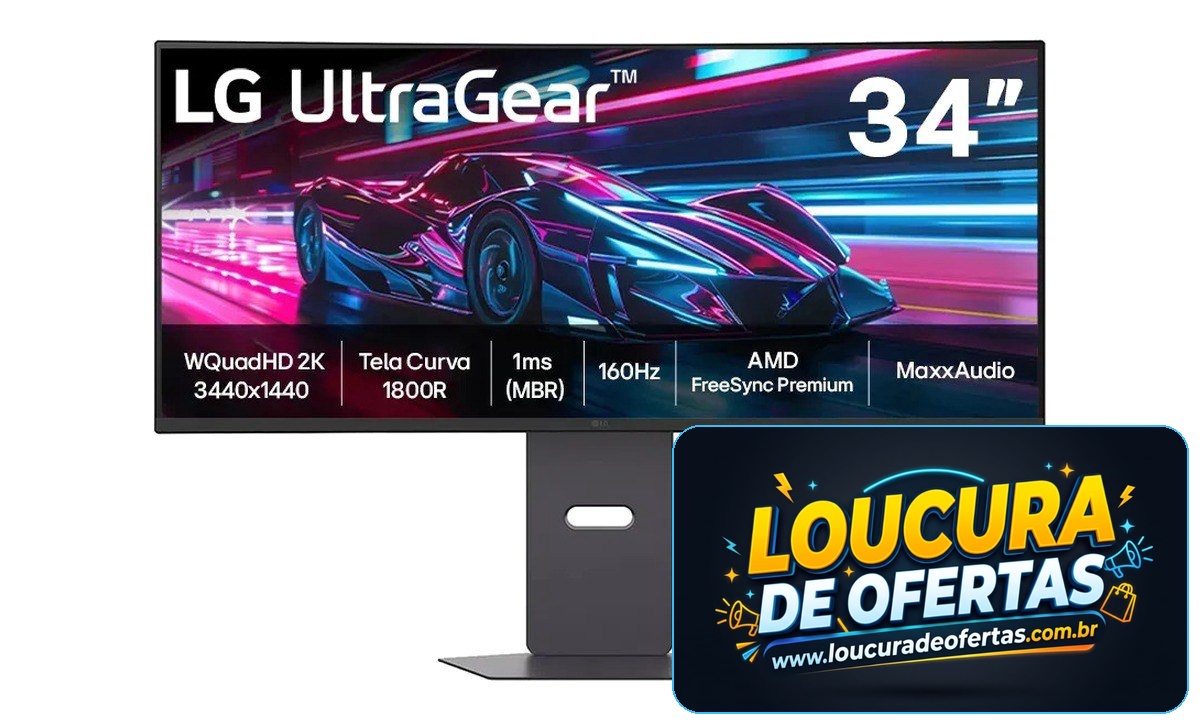 LG UltraGear™
34"
WQuadHD 2K
3440x1440
Tela Curva
1800R
1ms
(MBR)
160Hz
AMD
FreeSync Premium
MaxxAudio
LG
LOUCURA
DE OFERTAS
www.loucuradeofertas.com.br